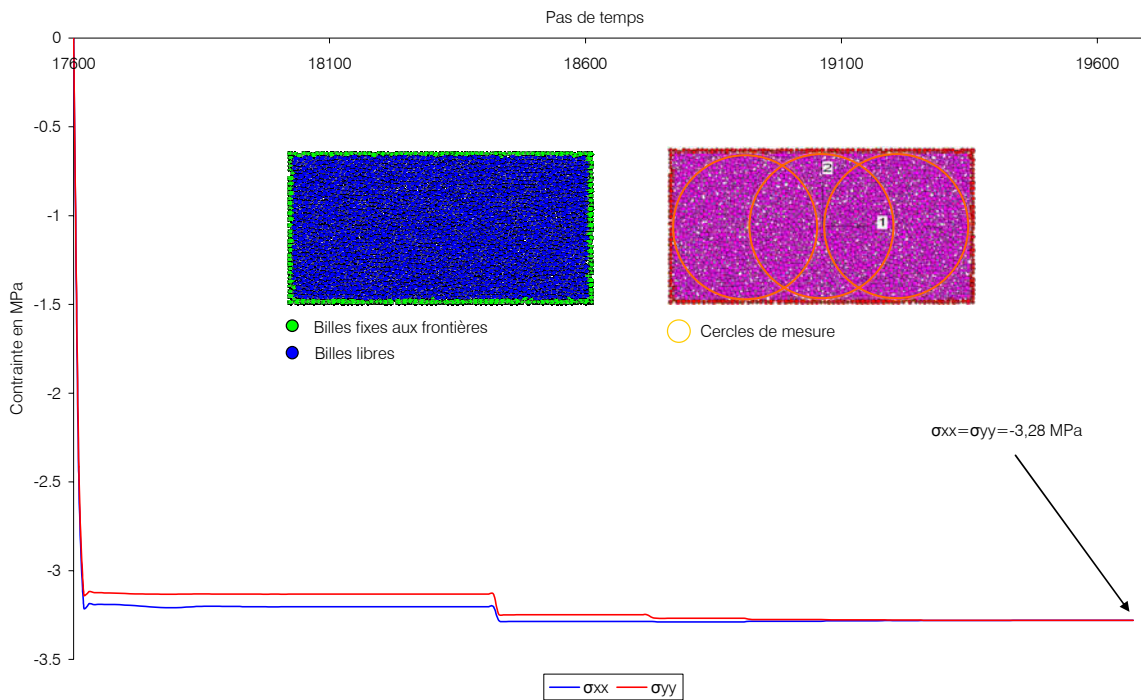 Pas de temps
0
17600 18100 18600 19100 19600
-0.5
-1
-1.5
-2
-2.5
-3
-3.5
Contrainte en MPa
2
1
Billes fixes aux frontières
Billes libres
Cercles de mesure
σxx=σyy=-3,28 MPa
σxx σyy